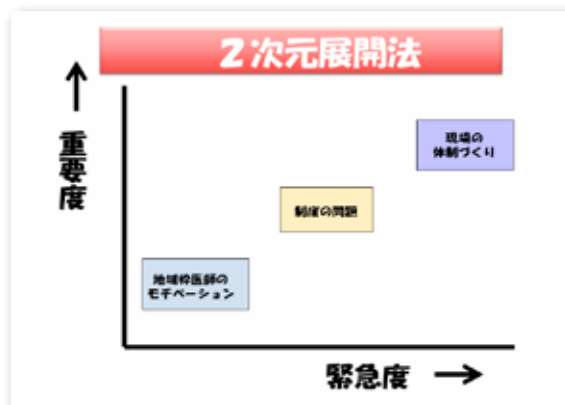 2次元展開法
重要度
現場の
体制づくり
制度の問題
地域枠医師の
モチベーション
緊急度